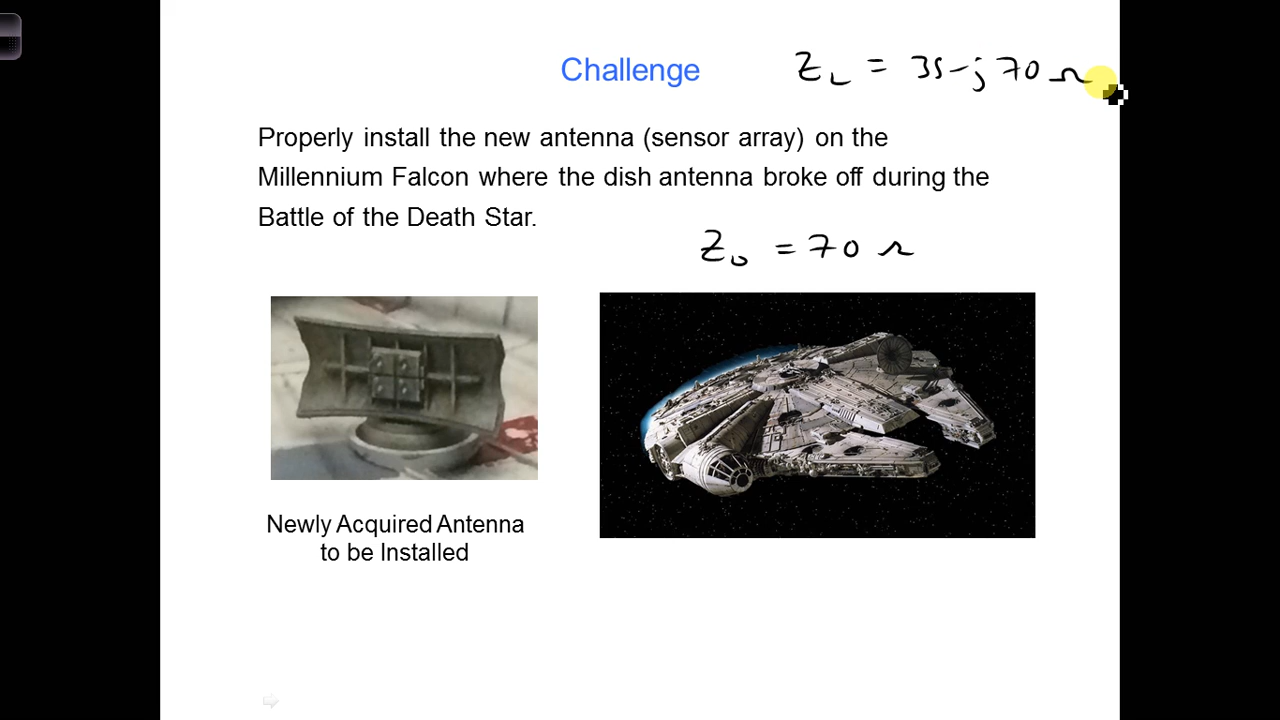 Challenge
Z_L = 35-j70 Ω
Properly install the new antenna (sensor array) on the
Millennium Falcon where the dish antenna broke off during the
Battle of the Death Star.
Z_0 = 70 Ω
Newly Acquired Antenna
to be Installed